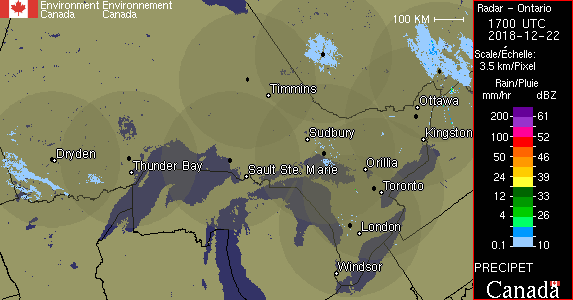 Environment Environnement
Canada Canada
100 KM
Timmins
Ottawa
Sudbury
Kingston
Dryden
Thunder Bay
Sault Ste. Marie
Orillia
Toronto
London
Windsor
Radar - Ontario
1700 UTC
2018-12-22
Scale/Échelle:
3.5 km/Pixel
Rain/Pluie
mm/hr dBZ
200 61
100 52
50 46
24 39
12 33
4 26
0.1 10
PRECIPET
Canada